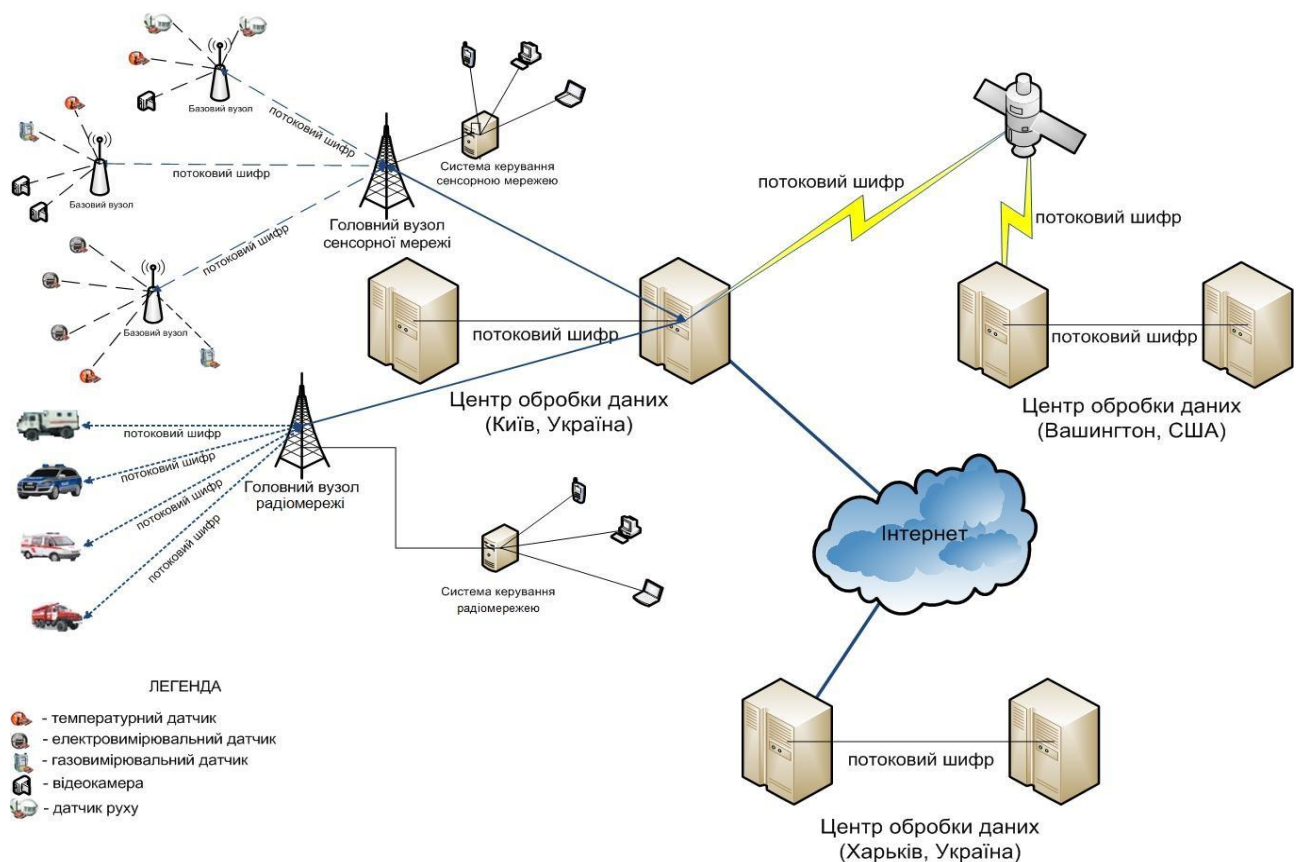 Базовий вузол
потоковий шифр
Базовий вузол
потоковий шифр
Базовий вузол
потоковий шифр
Головний вузол
сенсорної мережі
Система керування
сенсорною мережею
потоковий шифр
потоковий шифр
потоковий шифр
Центр обробки даних
(Київ, Україна)
потоковий шифр
Центр обробки даних
(Вашингтон, США)
потоковий шифр
потоковий шифр
потоковий шифр
потоковий шифр
Головний вузол
радіомережі
Система керування
радіомережею
Інтернет
потоковий шифр
Центр обробки даних
(Харьків, Україна)
ЛЕГЕНДА
- температурний датчик
- електровимірювальний датчик
- газовимірювальний датчик
- відеокамера
- датчик руху